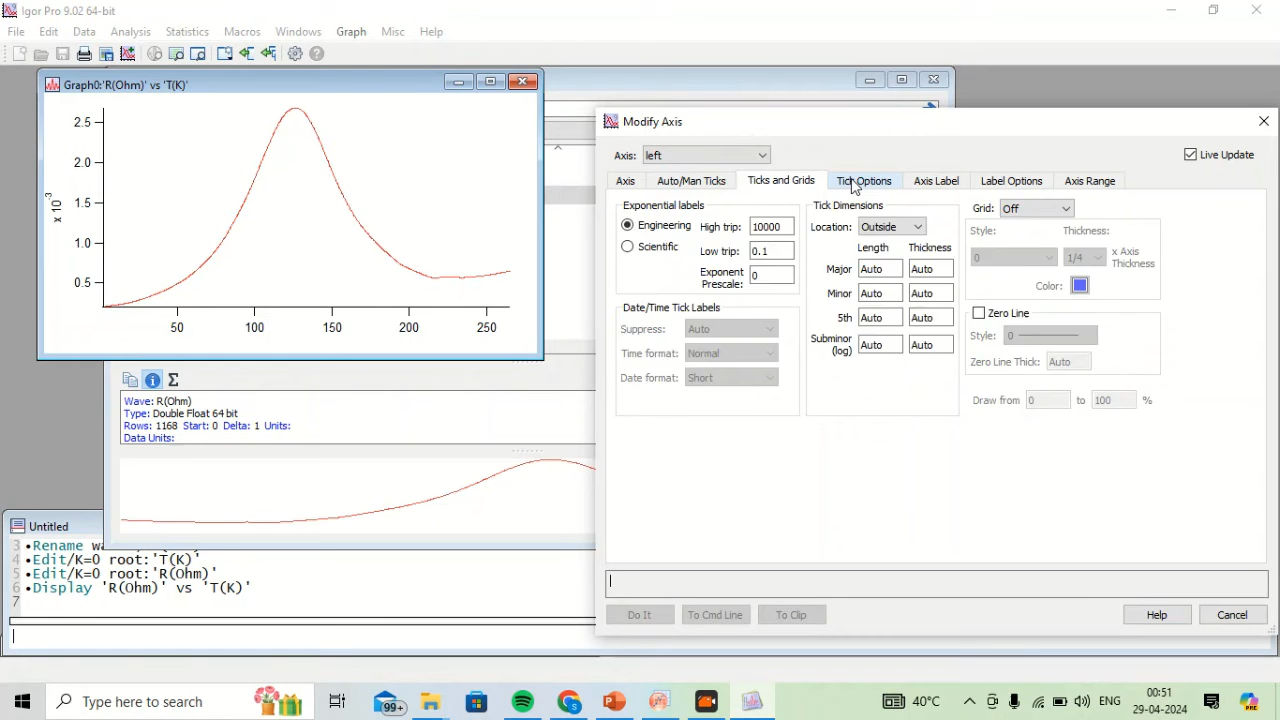 Igor Pro 9.02 64-bit
File Edit Data Analysis Statistics Macros Windows Graph Misc Help
Graph0:'R(Ohm)' vs 'T(K)'
2.5
2.0
1.5
1.0
0.5
x 10⁻³
50 100 150 200 250
Wave: R(Ohm)
Type: Double Float 64 bit
Rows: 1168 Start: 0 Delta: 1 Units:
Data Units:
Untitled
3 •Rename wa
4 •Edit/K=0 root:'T(K)'
5 •Edit/K=0 root:'R(Ohm)'
6 •Display 'R(Ohm)' vs 'T(K)'
7
Modify Axis
Axis: left
Live Update
Axis Auto/Man Ticks Ticks and Grids Tick Options Axis Label Label Options Axis Range
Exponential labels
Engineering High trip: 10000
Scientific Low trip: 0.1
Exponent Prescale: 0
Date/Time Tick Labels
Suppress: Auto
Time format: Normal
Date format: Short
Tick Dimensions
Location: Outside
Length Thickness
Major Auto Auto
Minor Auto Auto
5th Auto Auto
Subminor (log) Auto Auto
Grid: Off
Style: Thickness:
0 1/4 x Axis Thickness
Color:
Zero Line
Style: 0
Zero Line Thick: Auto
Draw from 0 to 100 %
Do It To Cmd Line To Clip Help Cancel
Type here to search
99+
40°C
ENG
00:51
29-04-2024
PRE